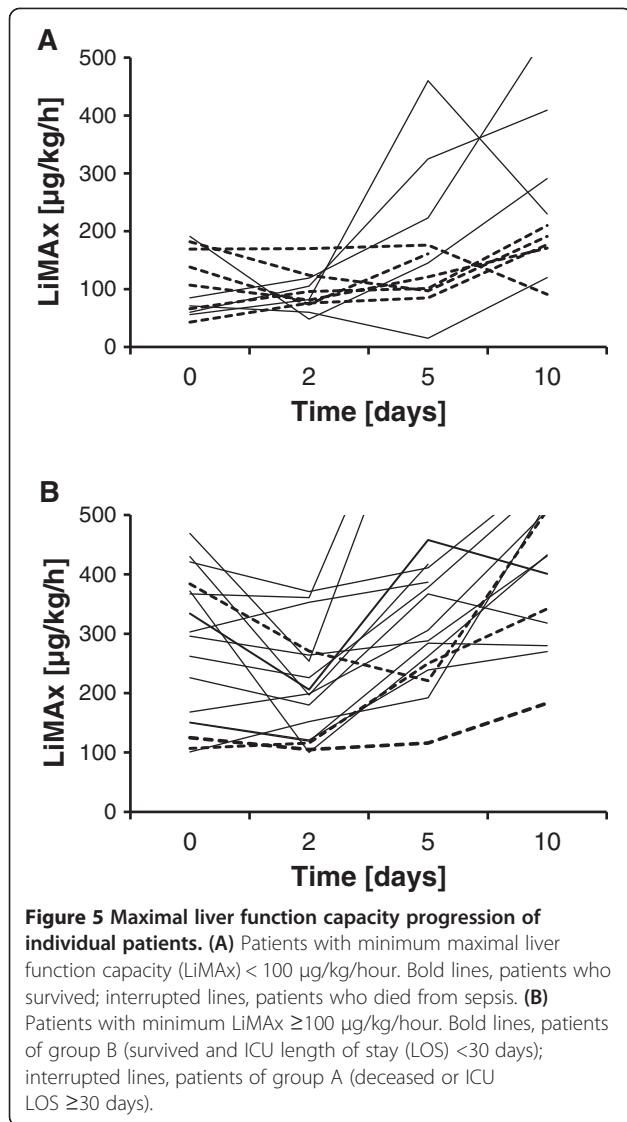 A
500
400
300
200
100
0
LiMAx [µg/kg/h]
0 2 5 10
Time [days]
B
500
400
300
200
100
0
LiMAx [µg/kg/h]
0 2 5 10
Time [days]
Figure 5 Maximal liver function capacity progression of
individual patients. (A) Patients with minimum maximal liver
function capacity (LiMAx) < 100 µg/kg/hour. Bold lines, patients who
survived; interrupted lines, patients who died from sepsis. (B)
Patients with minimum LiMAx ≥100 µg/kg/hour. Bold lines, patients
of group B (survived and ICU length of stay (LOS) <30 days);
interrupted lines, patients of group A (deceased or ICU
LOS ≥30 days).